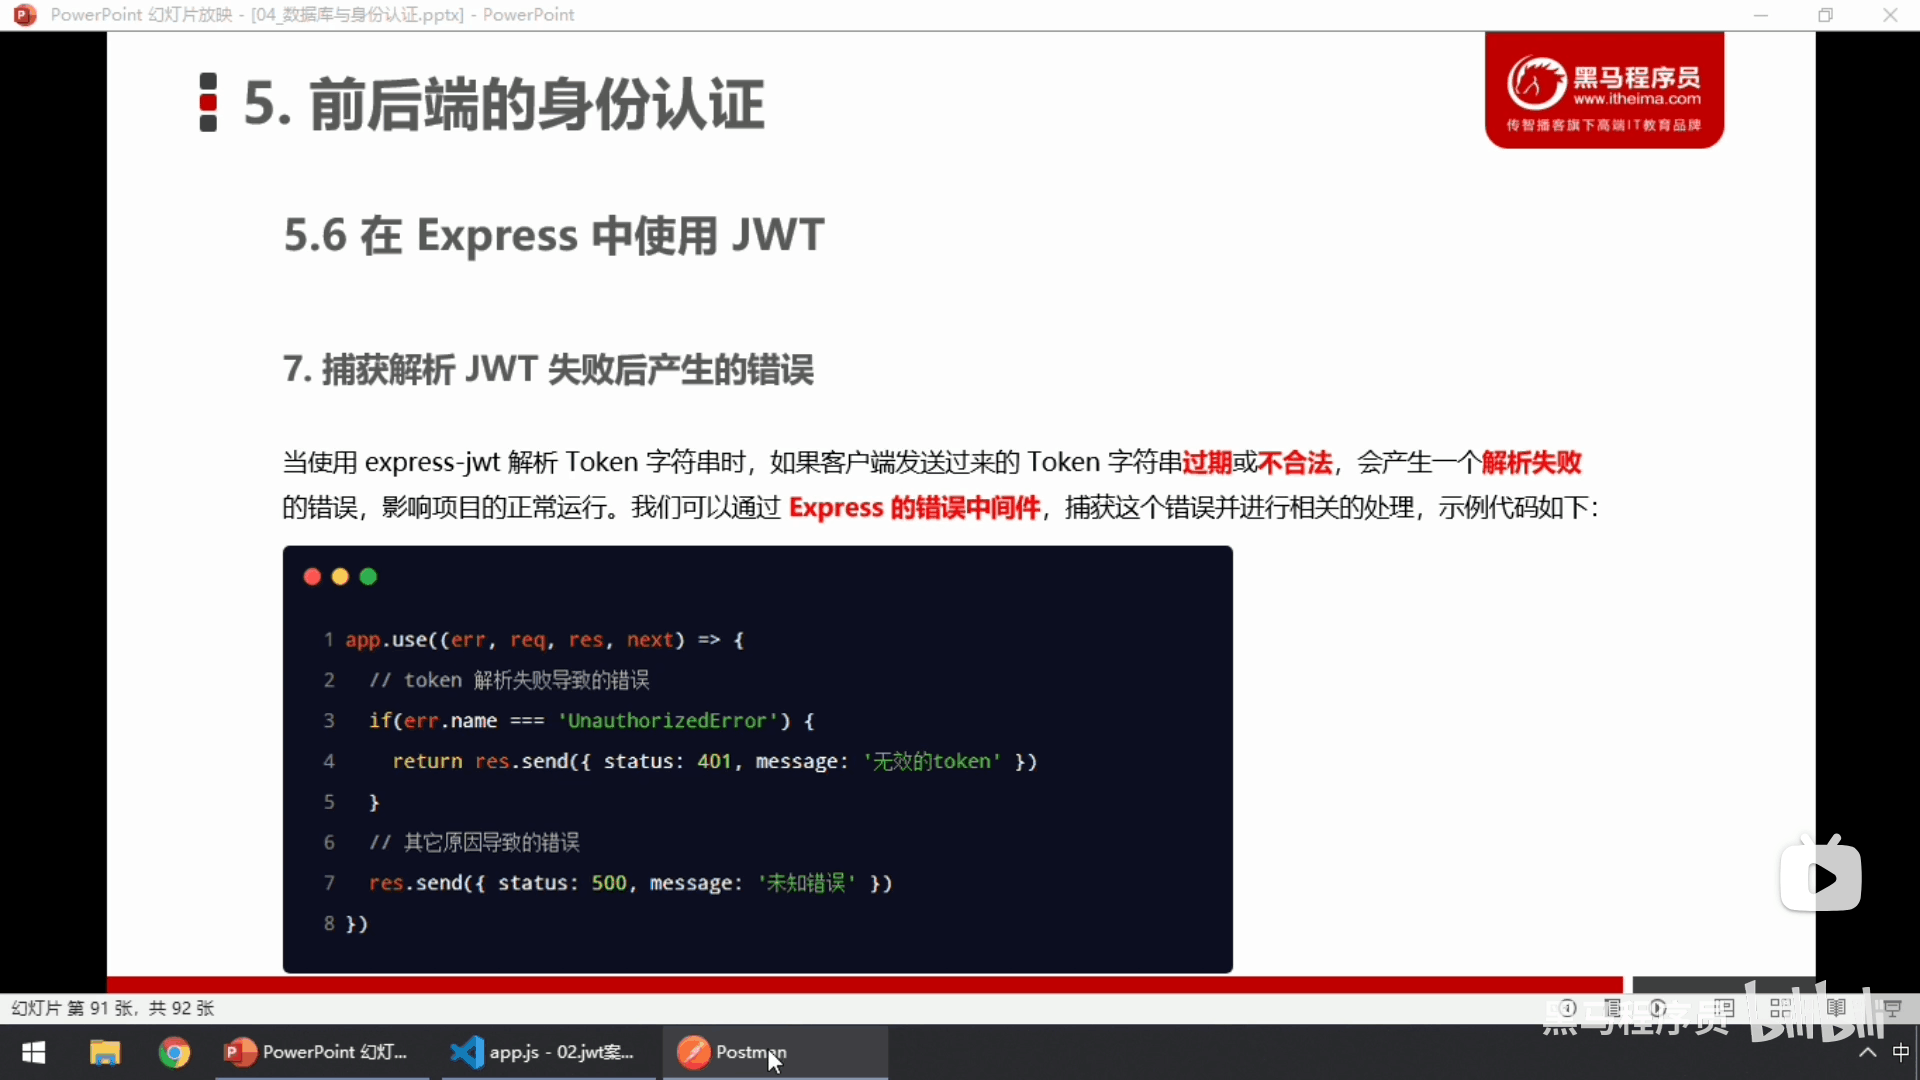 PowerPoint 幻灯片放映 - [04_数据库与身份认证.pptx] - PowerPoint
黑马程序员
www.itheima.com
传智播客旗下高端IT教育品牌
5. 前后端的身份认证
5.6 在 Express 中使用 JWT
7. 捕获解析 JWT 失败后产生的错误
当使用 express-jwt 解析 Token 字符串时，如果客户端发送过来的 Token 字符串过期或不合法，会产生一个解析失败
的错误，影响项目的正常运行。我们可以通过 Express 的错误中间件，捕获这个错误并进行相关的处理，示例代码如下：
1 app.use((err, req, res, next) => {
2   // token 解析失败导致的错误
3   if(err.name === 'UnauthorizedError') {
4     return res.send({ status: 401, message: '无效的token' })
5   }
6   // 其它原因导致的错误
7   res.send({ status: 500, message: '未知错误' })
8 })
幻灯片 第 91 张，共 92 张
黑马程序员 bilibili
PowerPoint 幻灯...
app.js - 02.jwt案...
Postman
中